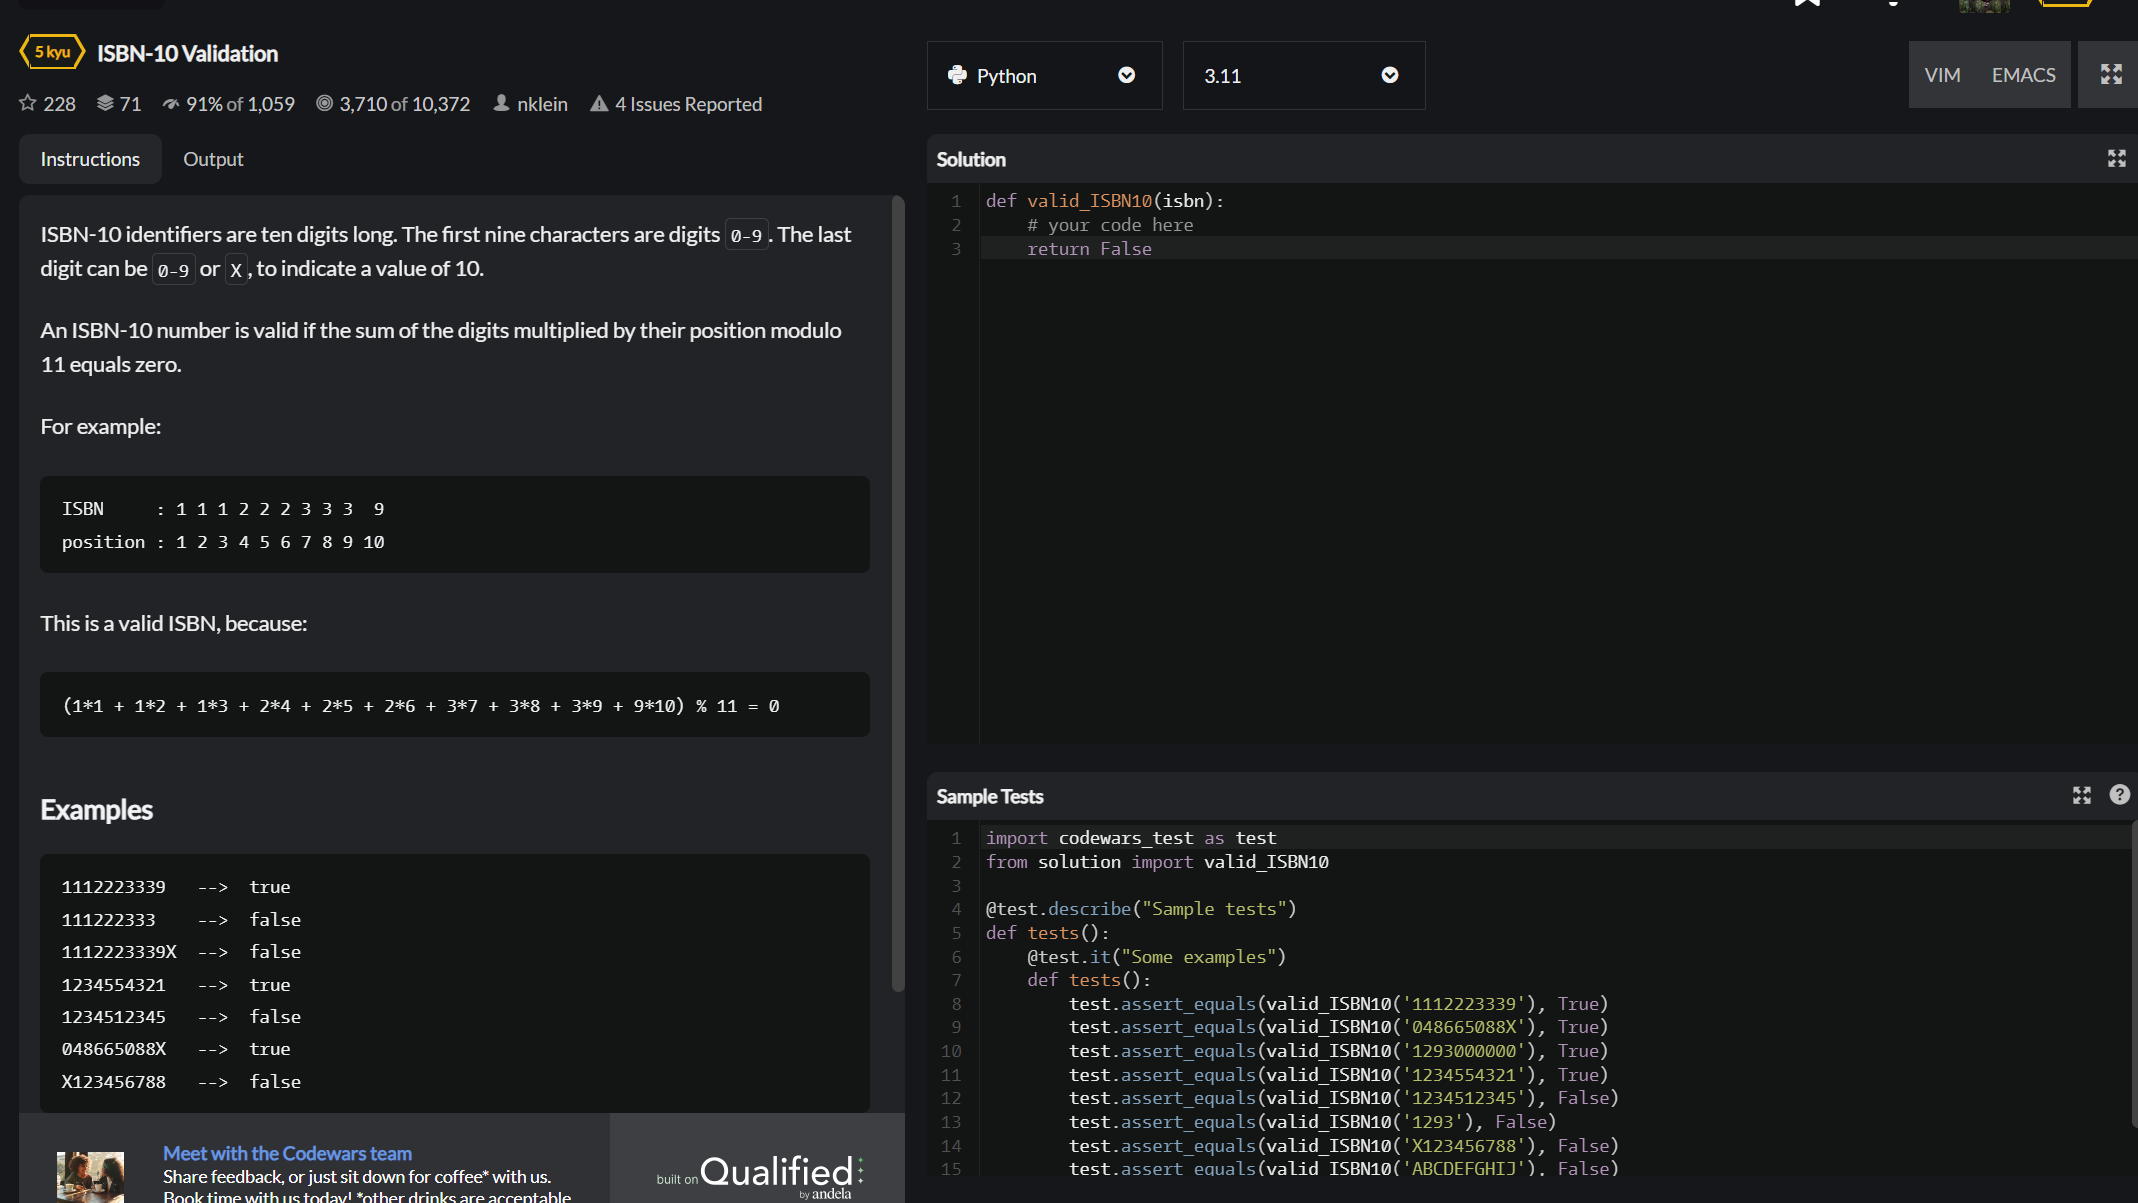 5 kyu ISBN-10 Validation
228 71 91% of 1,059 3,710 of 10,372 nklein 4 Issues Reported
Instructions Output
ISBN-10 identifiers are ten digits long. The first nine characters are digits 0-9. The last
digit can be 0-9 or X, to indicate a value of 10.
An ISBN-10 number is valid if the sum of the digits multiplied by their position modulo
11 equals zero.
For example:
ISBN     : 1 1 1 2 2 2 3 3 3  9
position : 1 2 3 4 5 6 7 8 9 10
This is a valid ISBN, because:
(1*1 + 1*2 + 1*3 + 2*4 + 2*5 + 2*6 + 3*7 + 3*8 + 3*9 + 9*10) % 11 = 0
Examples
1112223339   -->  true
111222333    -->  false
1112223339X  -->  false
1234554321   -->  true
1234512345   -->  false
048665088X   -->  true
X123456788   -->  false
Meet with the Codewars team
Share feedback, or just sit down for coffee* with us.
Book time with us today! *other drinks are acceptable
built on Qualified
by andela
Python 3.11 VIM EMACS
Solution
1 def valid_ISBN10(isbn):
2     # your code here
3     return False
Sample Tests
1 import codewars_test as test
2 from solution import valid_ISBN10
3
4 @test.describe("Sample tests")
5 def tests():
6     @test.it("Some examples")
7     def tests():
8         test.assert_equals(valid_ISBN10('1112223339'), True)
9         test.assert_equals(valid_ISBN10('048665088X'), True)
10         test.assert_equals(valid_ISBN10('1293000000'), True)
11         test.assert_equals(valid_ISBN10('1234554321'), True)
12         test.assert_equals(valid_ISBN10('1234512345'), False)
13         test.assert_equals(valid_ISBN10('1293'), False)
14         test.assert_equals(valid_ISBN10('X123456788'), False)
15         test.assert_equals(valid_ISBN10('ABCDEFGHIJ'), False)